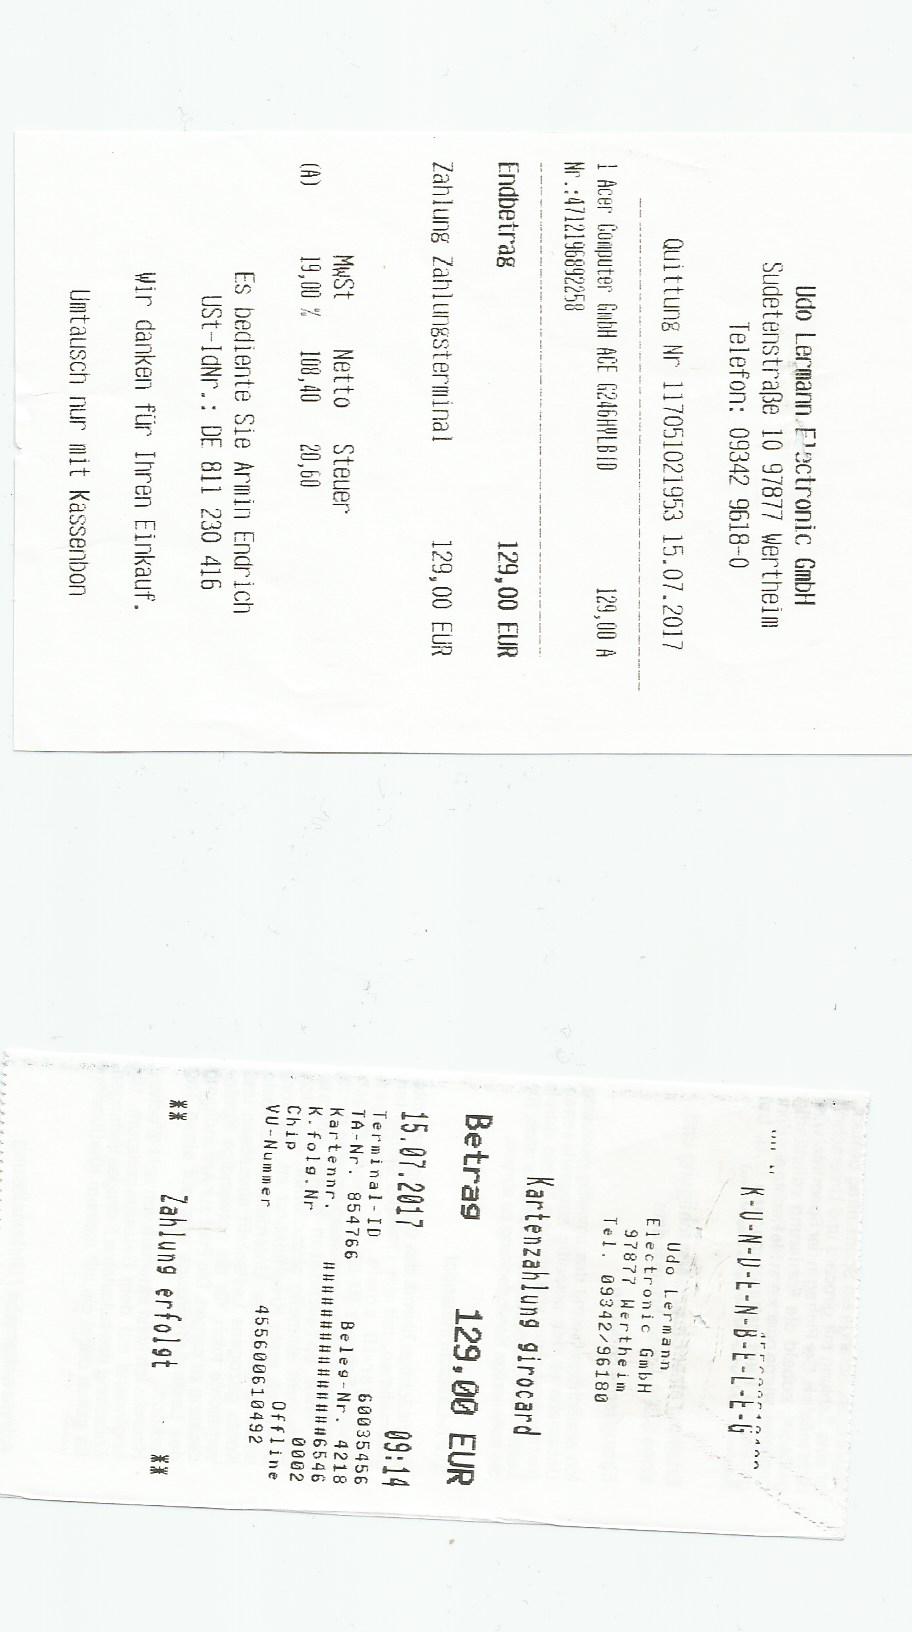 Udo Lermann Electronic GmbH
Sudetenstraße 10 97877 Wertheim
Telefon: 09342 9618-0
Quittung Nr 117051021953 15.07.2017
1 Acer Computer GmbH ACE G246HYLBID 129,00 A
Nr.:4712196892258
Endbetrag 129,00 EUR
Zahlung Zahlungsterminal 129,00 EUR
MwSt Netto Steuer
(A) 19,00 % 108,40 20,60
Es bediente Sie Armin Endrich
USt-IdNr.: DE 811 230 416
Wir danken für Ihren Einkauf.
Umtausch nur mit Kassenbon
K-U-N-D-E-N-B-E-L-E-G
Udo Lermann
Electronic GmbH
97877 Wertheim
Tel. 09342/96180
Kartenzahlung girocard
Betrag 129,00 EUR
15.07.2017 09:14
Terminal-ID 60035456
TA-Nr. 854766 Beleg-Nr. 4218
Kartennr. ###############6546
K.folg.Nr 0002
Chip Offline
VU-Nummer 455600610492
** Zahlung erfolgt **